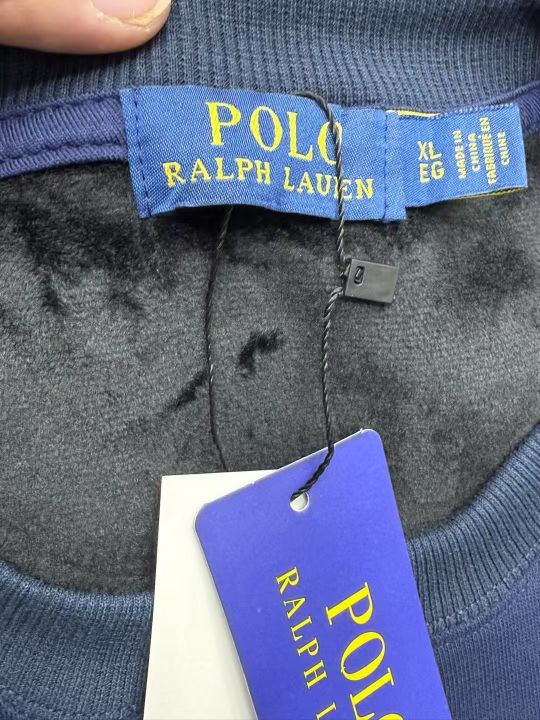 POLO
RALPH LAUREN
XL
EG
MADE IN
CHINA
FABRIQUÉ EN
CHINE
POLO
RALPH L